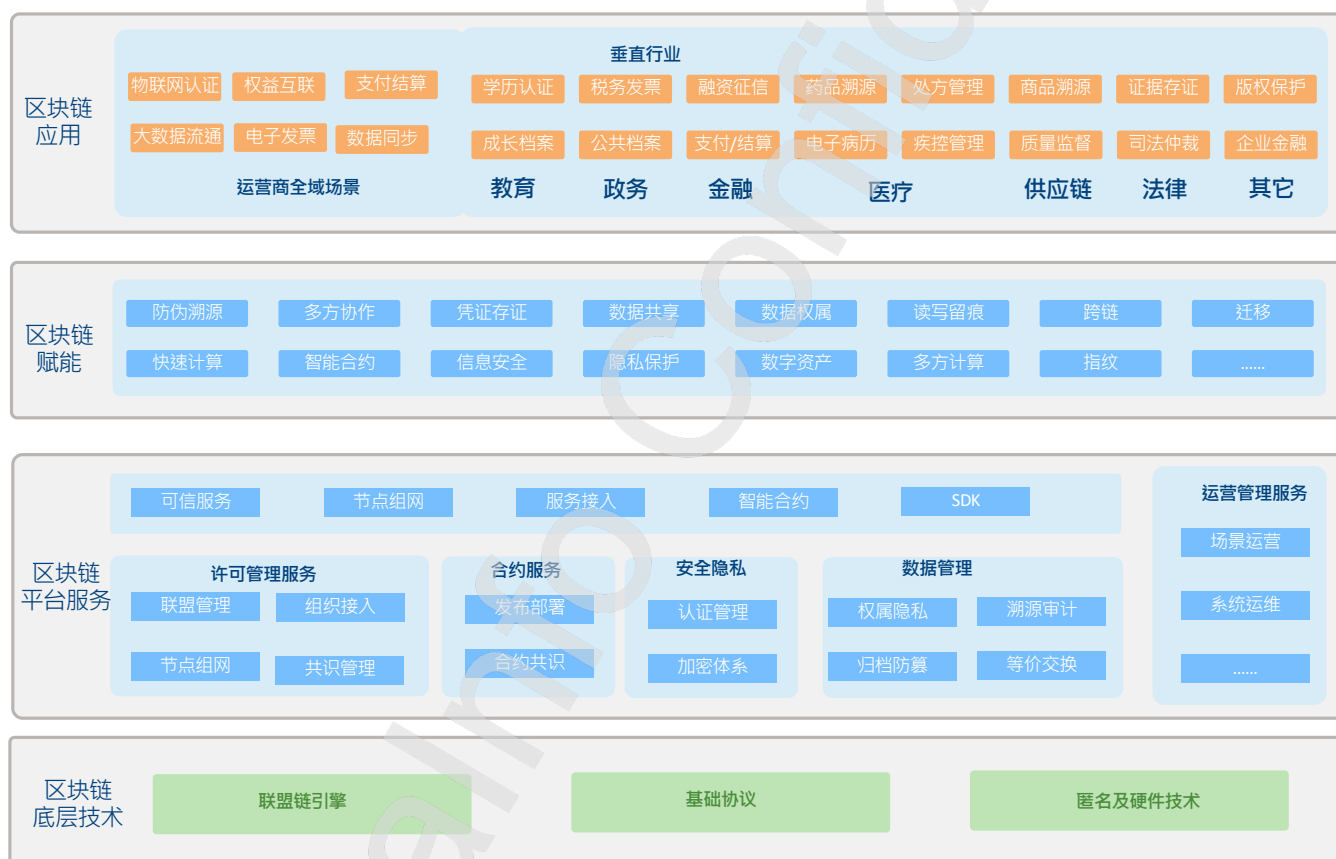 区块链
应用
垂直行业
物联网认证 权益互联 支付结算 学历认证 税务发票 融资征信 药品溯源 处方管理 商品溯源 证据存证 版权保护
大数据流通 电子发票 数据同步 成长档案 公共档案 支付/结算 电子病历 疾控管理 质量监督 司法仲裁 企业金融
运营商全域场景 教育 政务 金融 医疗 供应链 法律 其它
区块链
赋能
防伪溯源 多方协作 凭证存证 数据共享 数据权属 读写留痕 跨链 迁移
快速计算 智能合约 信息安全 隐私保护 数字资产 多方计算 指纹 ......
区块链
平台服务
可信服务 节点组网 服务接入 智能合约 SDK
许可管理服务
联盟管理 组织接入
节点组网 共识管理
合约服务
发布部署
合约共识
安全隐私
认证管理
加密体系
数据管理
权属隐私 溯源审计
归档防篡 等价交换
运营管理服务
场景运营
系统运维
......
区块链
底层技术
联盟链引擎 基础协议 匿名及硬件技术
aInfo Confi